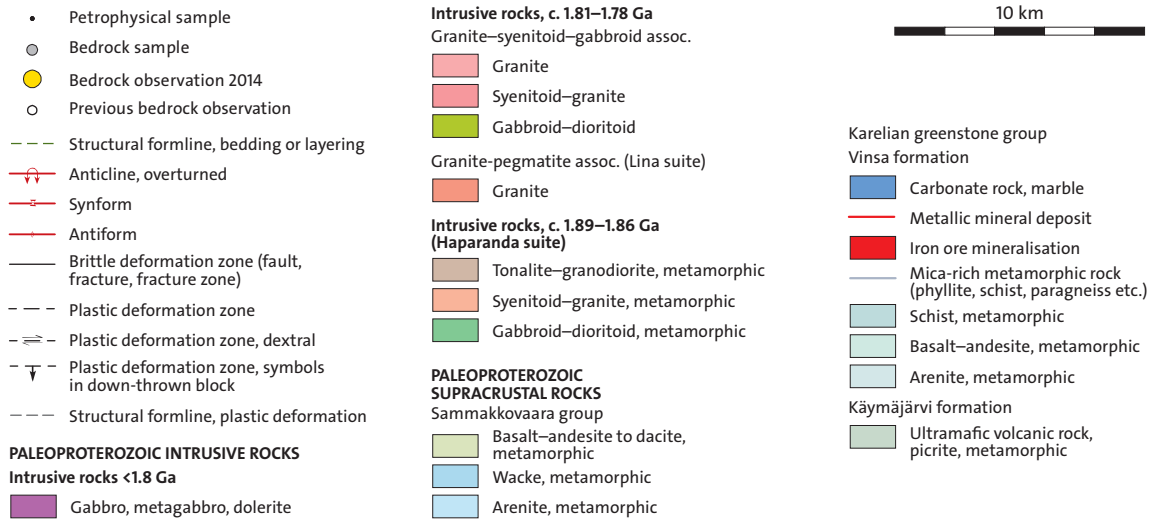 Petrophysical sample
Bedrock sample
Bedrock observation 2014
Previous bedrock observation
Structural formline, bedding or layering
Anticline, overturned
Synform
Antiform
Brittle deformation zone (fault,
fracture, fracture zone)
Plastic deformation zone
Plastic deformation zone, dextral
Plastic deformation zone, symbols
in down-thrown block
Structural formline, plastic deformation
PALEOPROTEROZOIC INTRUSIVE ROCKS
Intrusive rocks <1.8 Ga
Gabbro, metagabbro, dolerite
Intrusive rocks, c. 1.81–1.78 Ga
Granite–syenitoid–gabbroid assoc.
Granite
Syenitoid–granite
Gabbroid–dioritoid
Granite-pegmatite assoc. (Lina suite)
Granite
Intrusive rocks, c. 1.89–1.86 Ga
(Haparanda suite)
Tonalite–granodiorite, metamorphic
Syenitoid–granite, metamorphic
Gabbroid–dioritoid, metamorphic
PALEOPROTEROZOIC
SUPRACRUSTAL ROCKS
Sammakkovaara group
Basalt–andesite to dacite,
metamorphic
Wacke, metamorphic
Arenite, metamorphic
10 km
Karelian greenstone group
Vinsa formation
Carbonate rock, marble
Metallic mineral deposit
Iron ore mineralisation
Mica-rich metamorphic rock
(phyllite, schist, paragneiss etc.)
Schist, metamorphic
Basalt–andesite, metamorphic
Arenite, metamorphic
Käymäjärvi formation
Ultramafic volcanic rock,
picrite, metamorphic